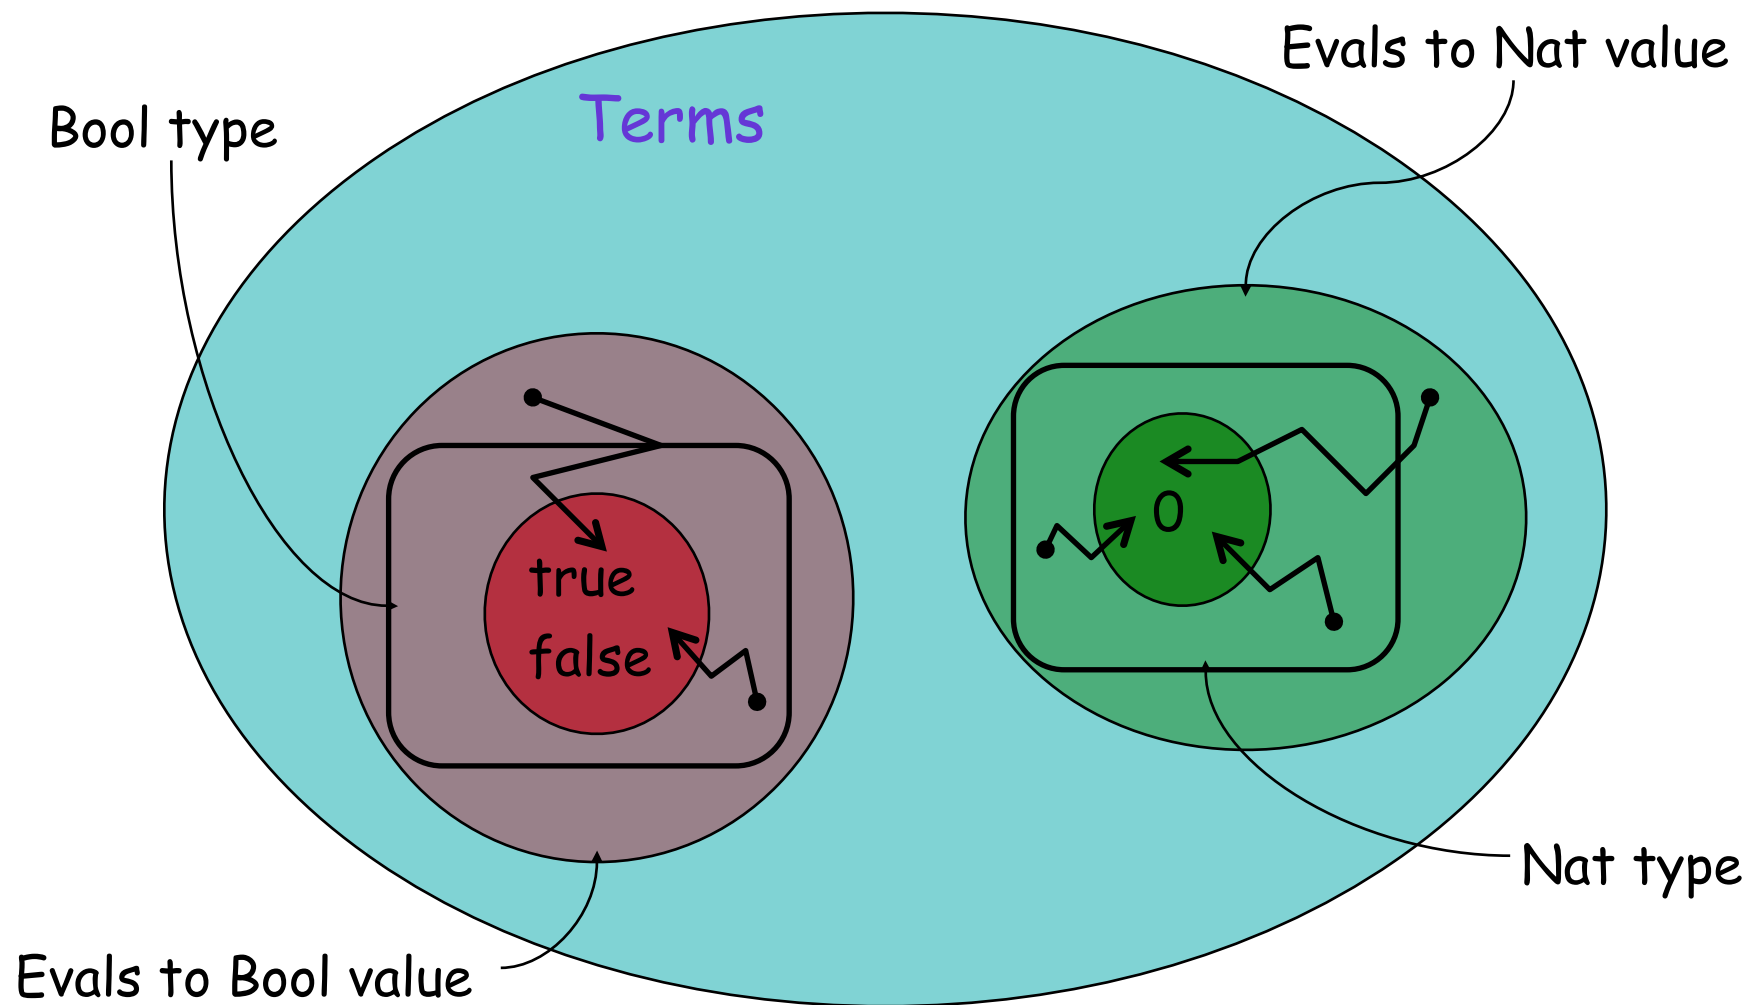 Evals to Nat value
Terms
Bool type
0
true
false
Nat type
Evals to Bool value